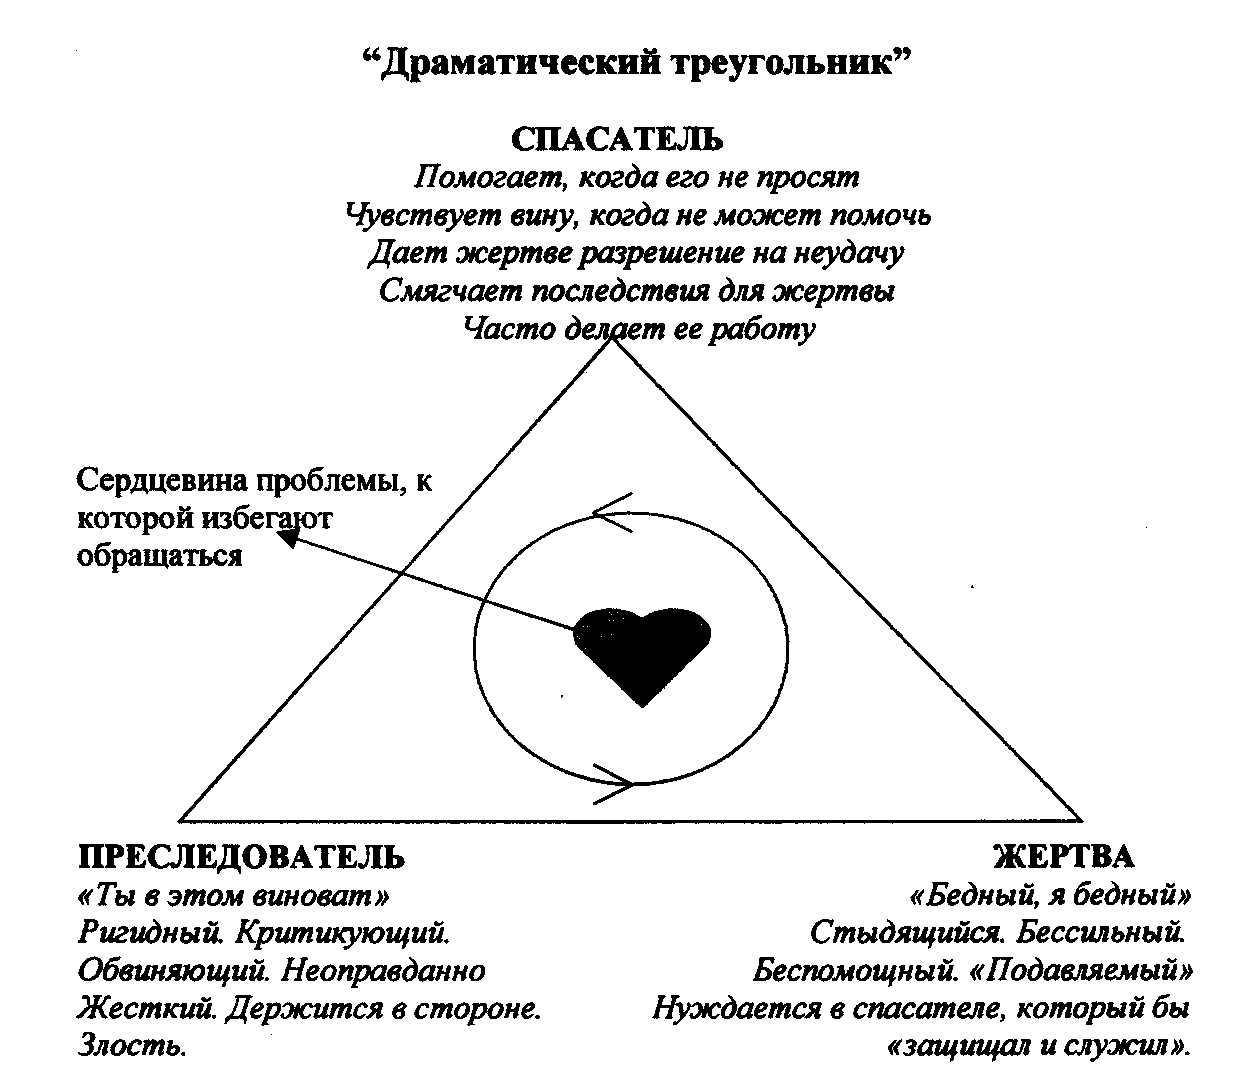 “Драматический треугольник”
СПАСАТЕЛЬ
Помогает, когда его не просят
Чувствует вину, когда не может помочь
Дает жертве разрешение на неудачу
Смягчает последствия для жертвы
Часто делает ее работу
Сердцевина проблемы, к
которой избегают
обращаться
ПРЕСЛЕДОВАТЕЛЬ
«Ты в этом виноват»
Ригидный. Критикующий.
Обвиняющий. Неоправданно
Жесткий. Держится в стороне.
Злость.
ЖЕРТВА
«Бедный, я бедный»
Стыдящийся. Бессильный.
Беспомощный. «Подавляемый»
Нуждается в спасателе, который бы
«защищал и служил».